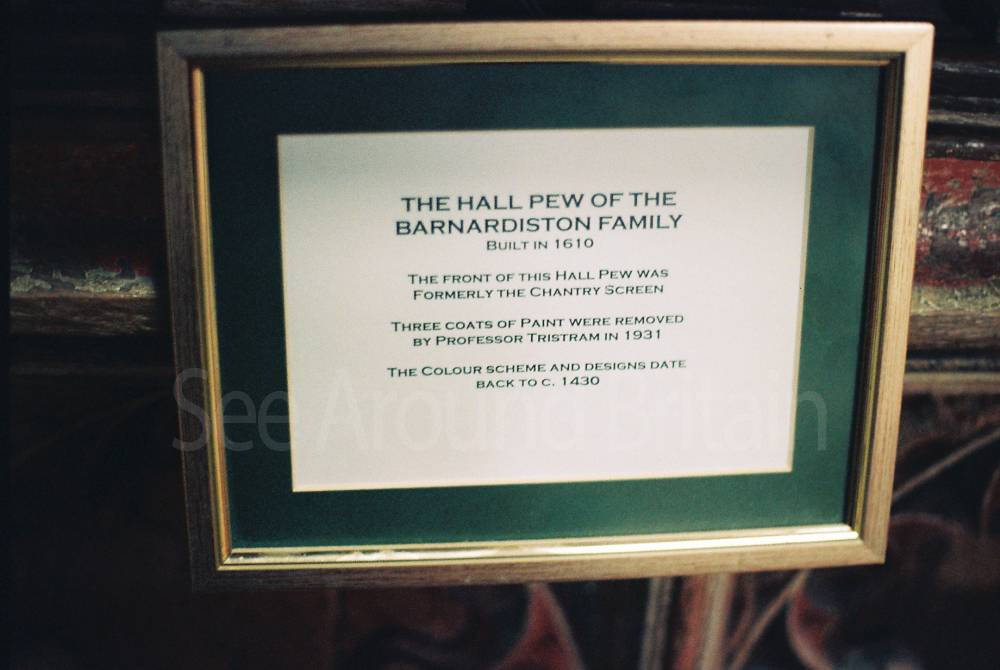 THE HALL PEW OF THE
BARNARDISTON FAMILY
BUILT IN 1610
THE FRONT OF THIS HALL PEW WAS
FORMERLY THE CHANTRY SCREEN
THREE COATS OF PAINT WERE REMOVED
BY PROFESSOR TRISTRAM IN 1931
THE COLOUR SCHEME AND DESIGNS DATE
BACK TO C. 1430
See Around Britain